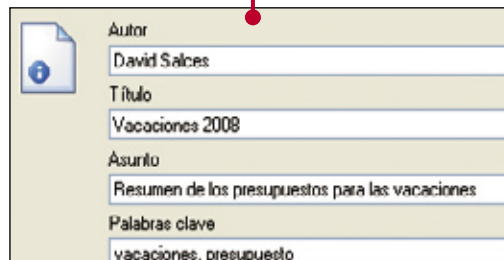 Autor
David Salces
Título
Vacaciones 2008
Asunto
Resumen de los presupuestos para las vacaciones
Palabras clave
vacaciones, presupuesto